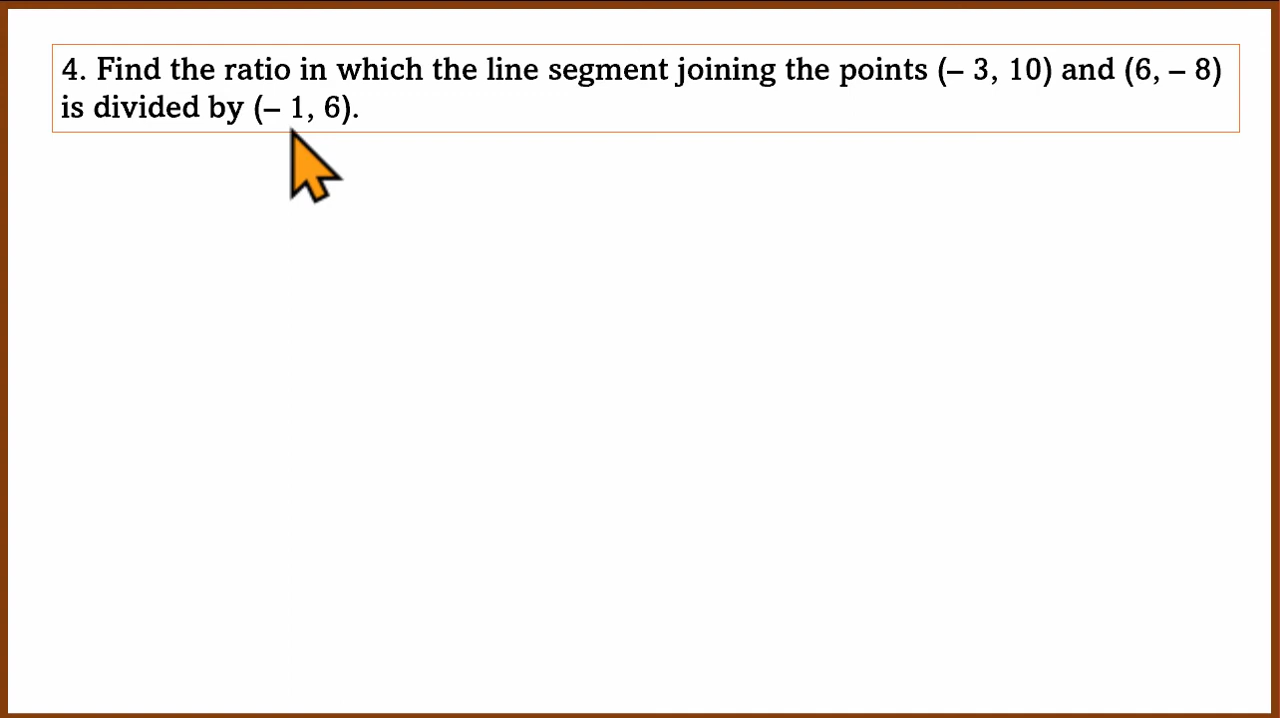 4. Find the ratio in which the line segment joining the points (– 3, 10) and (6, – 8)
is divided by (– 1, 6).